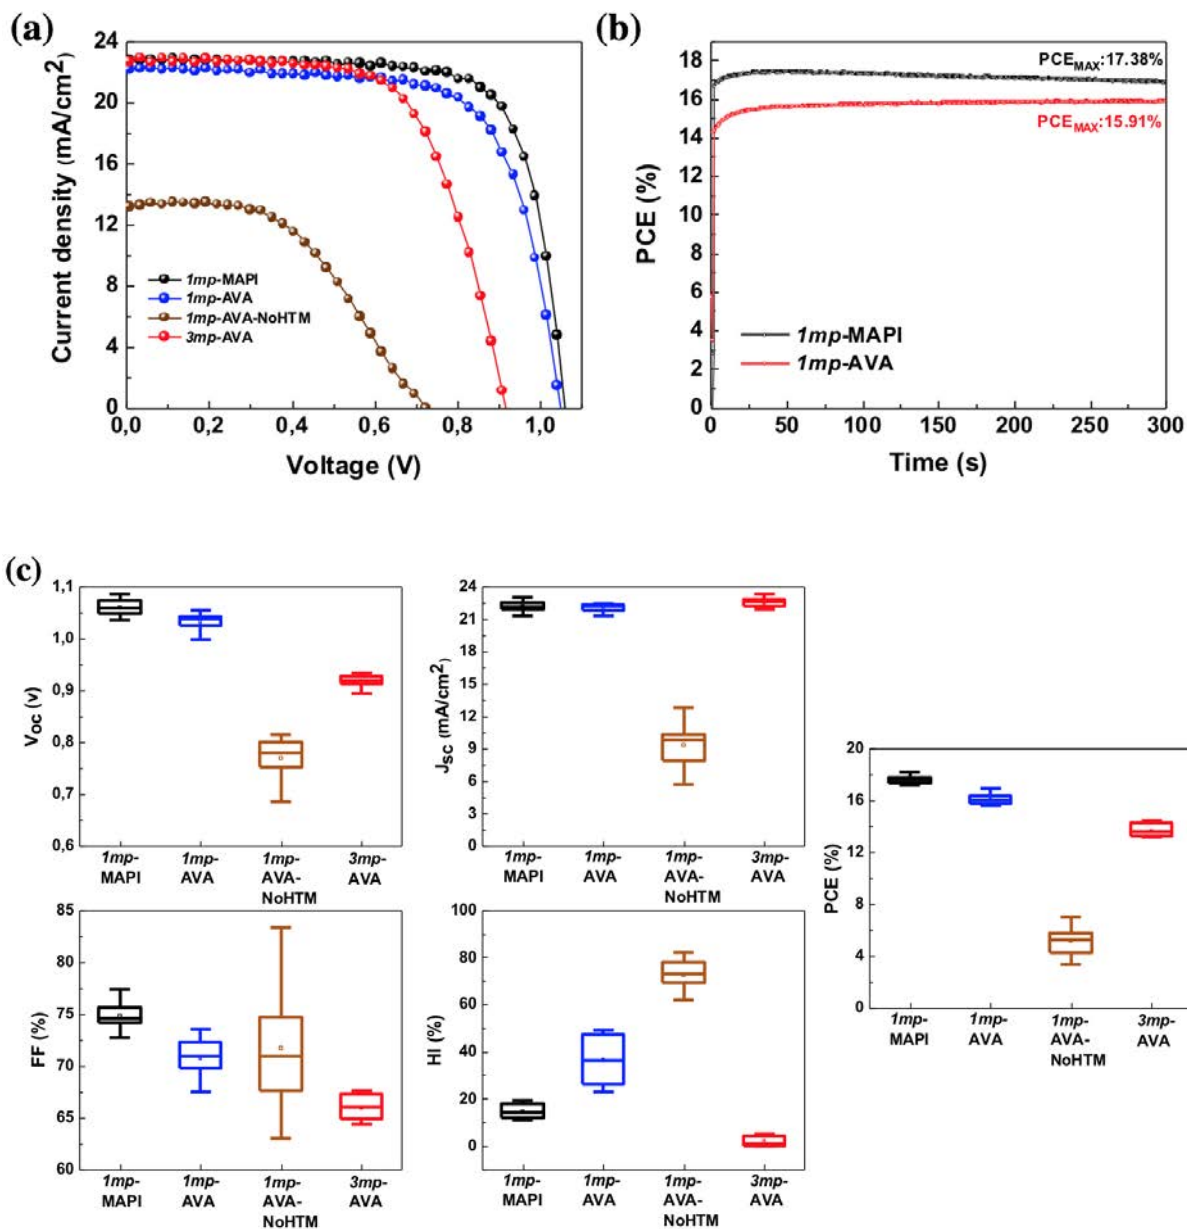 (a)
24
20
16
12
8
4
0
0,0
0,2
0,4
0,6
0,8
1,0
Current density (mA/cm²)
Voltage (V)
1mp-MAPI
1mp-AVA
1mp-AVA-NoHTM
3mp-AVA
(b)
18
16
14
12
10
8
6
4
2
0
0
50
100
150
200
250
300
PCE (%)
Time (s)
PCEMAX:17.38%
PCEMAX:15.91%
1mp-MAPI
1mp-AVA
(c)
1,1
1,0
0,9
0,8
0,7
0,6
VOC (v)
1mp-
MAPI
1mp-
AVA
1mp-
AVA-
NoHTM
3mp-
AVA
24
21
18
15
12
9
6
3
0
JSC (mA/cm²)
1mp-
MAPI
1mp-
AVA
1mp-
AVA-
NoHTM
3mp-
AVA
20
16
12
8
4
0
PCE (%)
1mp-
MAPI
1mp-
AVA
1mp-
AVA-
NoHTM
3mp-
AVA
85
80
75
70
65
60
FF (%)
1mp-
MAPI
1mp-
AVA
1mp-
AVA-
NoHTM
3mp-
AVA
100
80
60
40
20
0
HI (%)
1mp-
MAPI
1mp-
AVA
1mp-
AVA-
NoHTM
3mp-
AVA